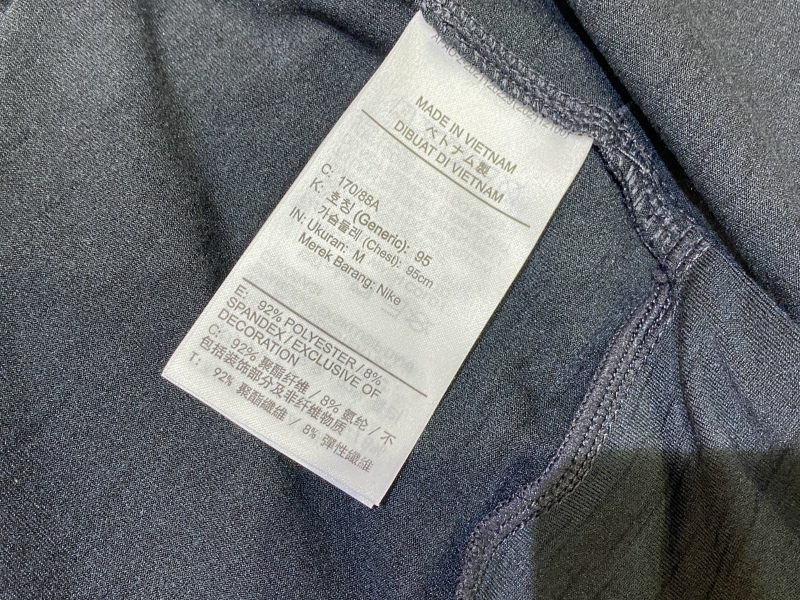 MADE IN VIETNAM
ベトナム製
DIBUAT DI VIETNAM
C: 170/88A
K: 호칭 (Generic): 95
가슴둘레 (Chest): 95cm
IN: Ukuran: M
Merek Barang: Nike
E: 92% POLYESTER / 8%
SPANDEX / EXCLUSIVE OF
DECORATION
C: 92% 聚酯纤维 / 8% 氨纶 / 不
包括装饰部分及非纤维物质
T: 92% 聚酯纖維 / 8% 彈性纖維